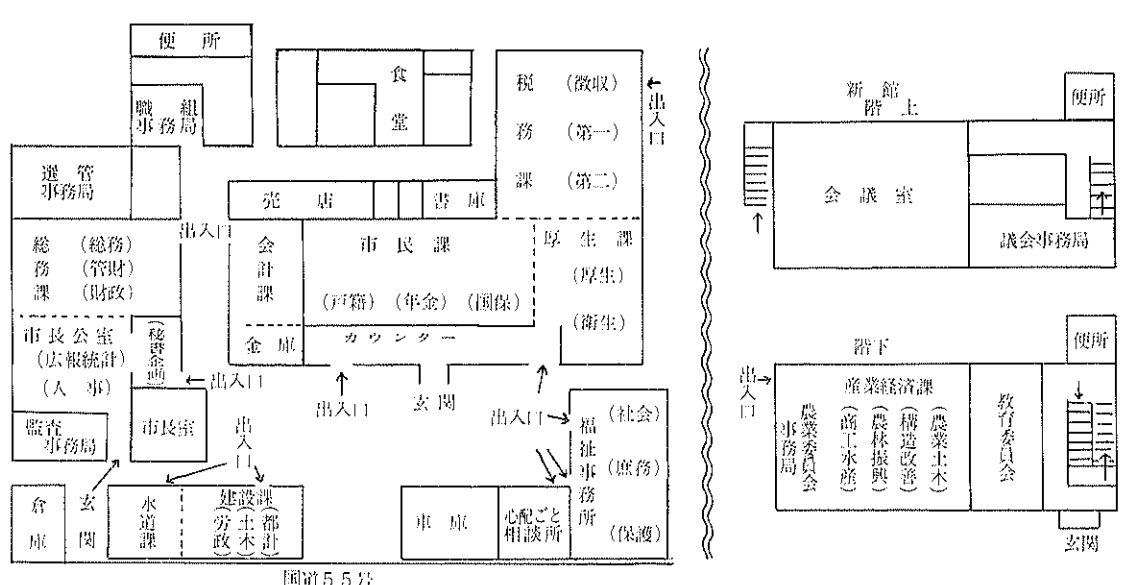 便所
職組
事務局
食堂
税務課
(徴収)
(第一)
(第二)
出入口
選管
事務局
売店
書庫
総務課
(総務)
(管財)
(財政)
出入口
会計課
市民課
(戸籍) (年金) (国保)
厚生課
(厚生)
(衛生)
金庫
カウンター
市長公室
(広報統計)
(人事)
(秘書企画)
出入口
出入口
玄関
出入口
監査
事務局
市長室
出入口
福祉事務所
(社会)
(庶務)
(保護)
倉庫
玄関
水道課
建設課
(労政)
(土木)
(都計)
車庫
心配ごと
相談所
国道55号
新館
階上
便所
会議室
議会事務局
階下
便所
出入口
産業経済課
農業委員会
事務局
(商工水産)
(農林振興)
(構造改善)
(農業土木)
教育委員会
玄関